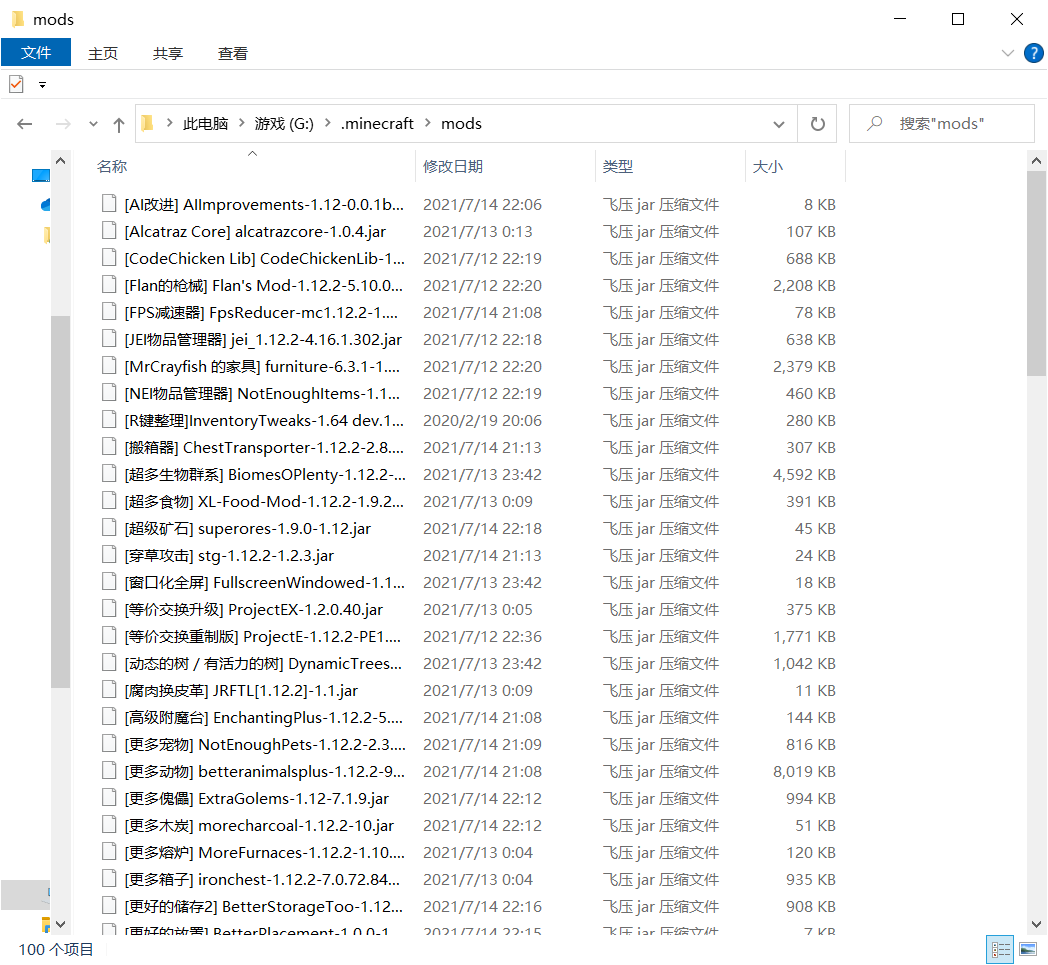 mods
文件 主页 共享 查看
此电脑 游戏 (G:) .minecraft mods 搜索"mods"
名称 修改日期 类型 大小
[AI改进] AIImprovements-1.12-0.0.1b... 2021/7/14 22:06 飞压 jar 压缩文件 8 KB
[Alcatraz Core] alcatrazcore-1.0.4.jar 2021/7/13 0:13 飞压 jar 压缩文件 107 KB
[CodeChicken Lib] CodeChickenLib-1... 2021/7/12 22:19 飞压 jar 压缩文件 688 KB
[Flan的枪械] Flan's Mod-1.12.2-5.10.0... 2021/7/12 22:20 飞压 jar 压缩文件 2,208 KB
[FPS减速器] FpsReducer-mc1.12.2-1.... 2021/7/14 21:08 飞压 jar 压缩文件 78 KB
[JEI物品管理器] jei_1.12.2-4.16.1.302.jar 2021/7/12 22:18 飞压 jar 压缩文件 638 KB
[MrCrayfish 的家具] furniture-6.3.1-1.... 2021/7/12 22:20 飞压 jar 压缩文件 2,379 KB
[NEI物品管理器] NotEnoughItems-1.1... 2021/7/12 22:19 飞压 jar 压缩文件 460 KB
[R键整理]InventoryTweaks-1.64 dev.1... 2020/2/19 20:06 飞压 jar 压缩文件 280 KB
[搬箱器] ChestTransporter-1.12.2-2.8.... 2021/7/14 21:13 飞压 jar 压缩文件 307 KB
[超多生物群系] BiomesOPlenty-1.12.2-... 2021/7/13 23:42 飞压 jar 压缩文件 4,592 KB
[超多食物] XL-Food-Mod-1.12.2-1.9.2... 2021/7/13 0:09 飞压 jar 压缩文件 391 KB
[超级矿石] superores-1.9.0-1.12.jar 2021/7/14 22:18 飞压 jar 压缩文件 45 KB
[穿草攻击] stg-1.12.2-1.2.3.jar 2021/7/14 21:13 飞压 jar 压缩文件 24 KB
[窗口化全屏] FullscreenWindowed-1.1... 2021/7/13 23:42 飞压 jar 压缩文件 18 KB
[等价交换升级] ProjectEX-1.2.0.40.jar 2021/7/13 0:05 飞压 jar 压缩文件 375 KB
[等价交换重制版] ProjectE-1.12.2-PE1.... 2021/7/12 22:36 飞压 jar 压缩文件 1,771 KB
[动态的树 / 有活力的树] DynamicTrees... 2021/7/13 23:42 飞压 jar 压缩文件 1,042 KB
[腐肉换皮革] JRFTL[1.12.2]-1.1.jar 2021/7/13 0:09 飞压 jar 压缩文件 11 KB
[高级附魔台] EnchantingPlus-1.12.2-5.... 2021/7/14 21:08 飞压 jar 压缩文件 144 KB
[更多宠物] NotEnoughPets-1.12.2-2.3.... 2021/7/14 21:09 飞压 jar 压缩文件 816 KB
[更多动物] betteranimalsplus-1.12.2-9... 2021/7/14 21:08 飞压 jar 压缩文件 8,019 KB
[更多傀儡] ExtraGolems-1.12-7.1.9.jar 2021/7/14 22:12 飞压 jar 压缩文件 994 KB
[更多木炭] morecharcoal-1.12.2-10.jar 2021/7/14 22:12 飞压 jar 压缩文件 51 KB
[更多熔炉] MoreFurnaces-1.12.2-1.10.... 2021/7/13 0:04 飞压 jar 压缩文件 120 KB
[更多箱子] ironchest-1.12.2-7.0.72.84... 2021/7/13 0:04 飞压 jar 压缩文件 935 KB
[更好的储存2] BetterStorageToo-1.12... 2021/7/14 22:16 飞压 jar 压缩文件 908 KB
[更好的放置] BetterPlacement-1.0.0-1... 2021/7/14 22:15 飞压 jar 压缩文件 7 KB
100 个项目